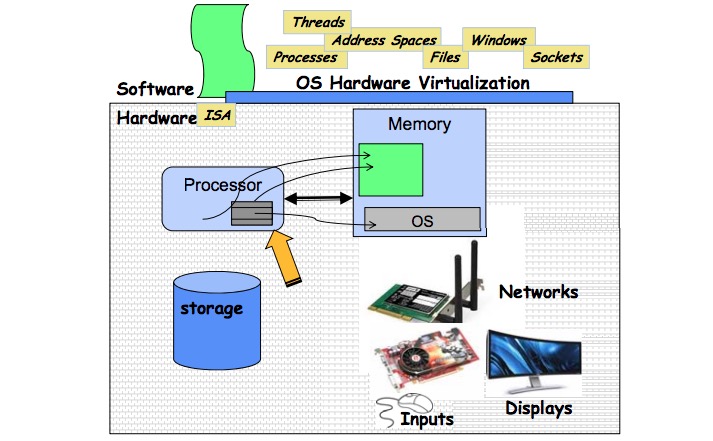 Threads
Address Spaces
Windows
Processes
Files
Sockets
Software
OS Hardware Virtualization
Hardware
ISA
Memory
Processor
OS
storage
Networks
Inputs
Displays